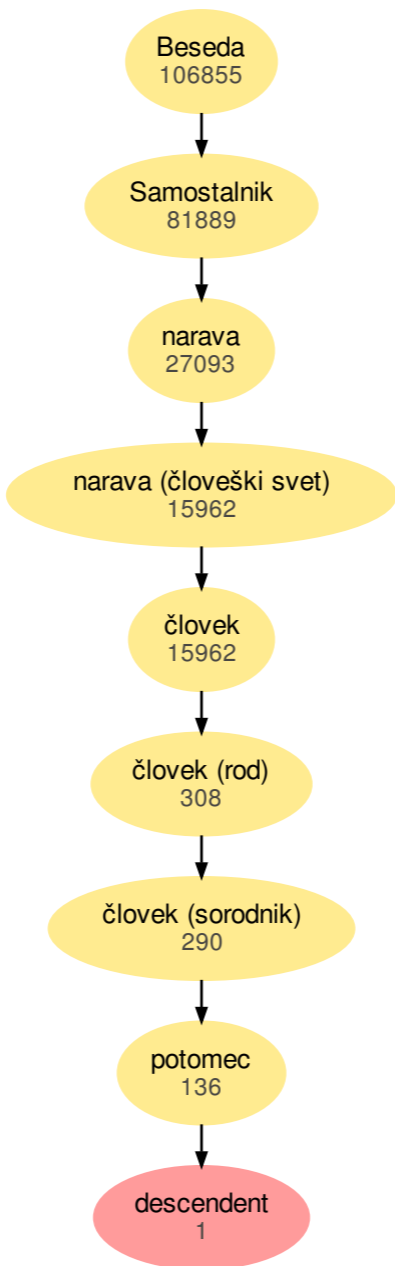 Beseda
106855
Samostalnik
81889
narava
27093
narava (človeški svet)
15962
človek
15962
človek (rod)
308
človek (sorodnik)
290
potomec
136
descendent
1